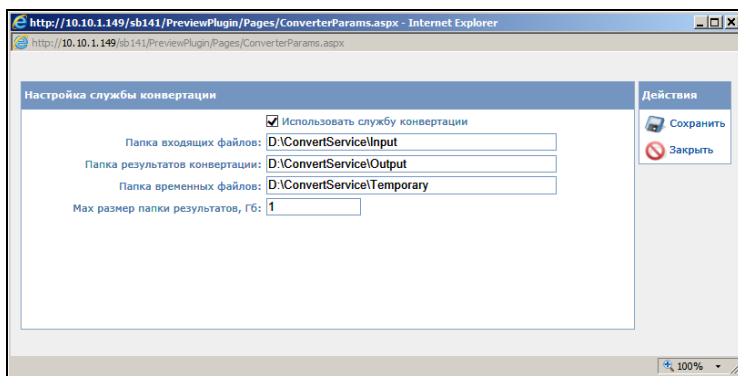 http://10.10.1.149/sb141/PreviewPlugin/Pages/ConverterParams.aspx - Internet Explorer
http://10.10.1.149/sb141/PreviewPlugin/Pages/ConverterParams.aspx
Настройка службы конвертации
Использовать службу конвертации
Папка входящих файлов: D:\ConvertService\Input
Папка результатов конвертации: D:\ConvertService\Output
Папка временных файлов: D:\ConvertService\Temporary
Мах размер папки результатов, Гб: 1
Действия
Сохранить
Закрыть
100%